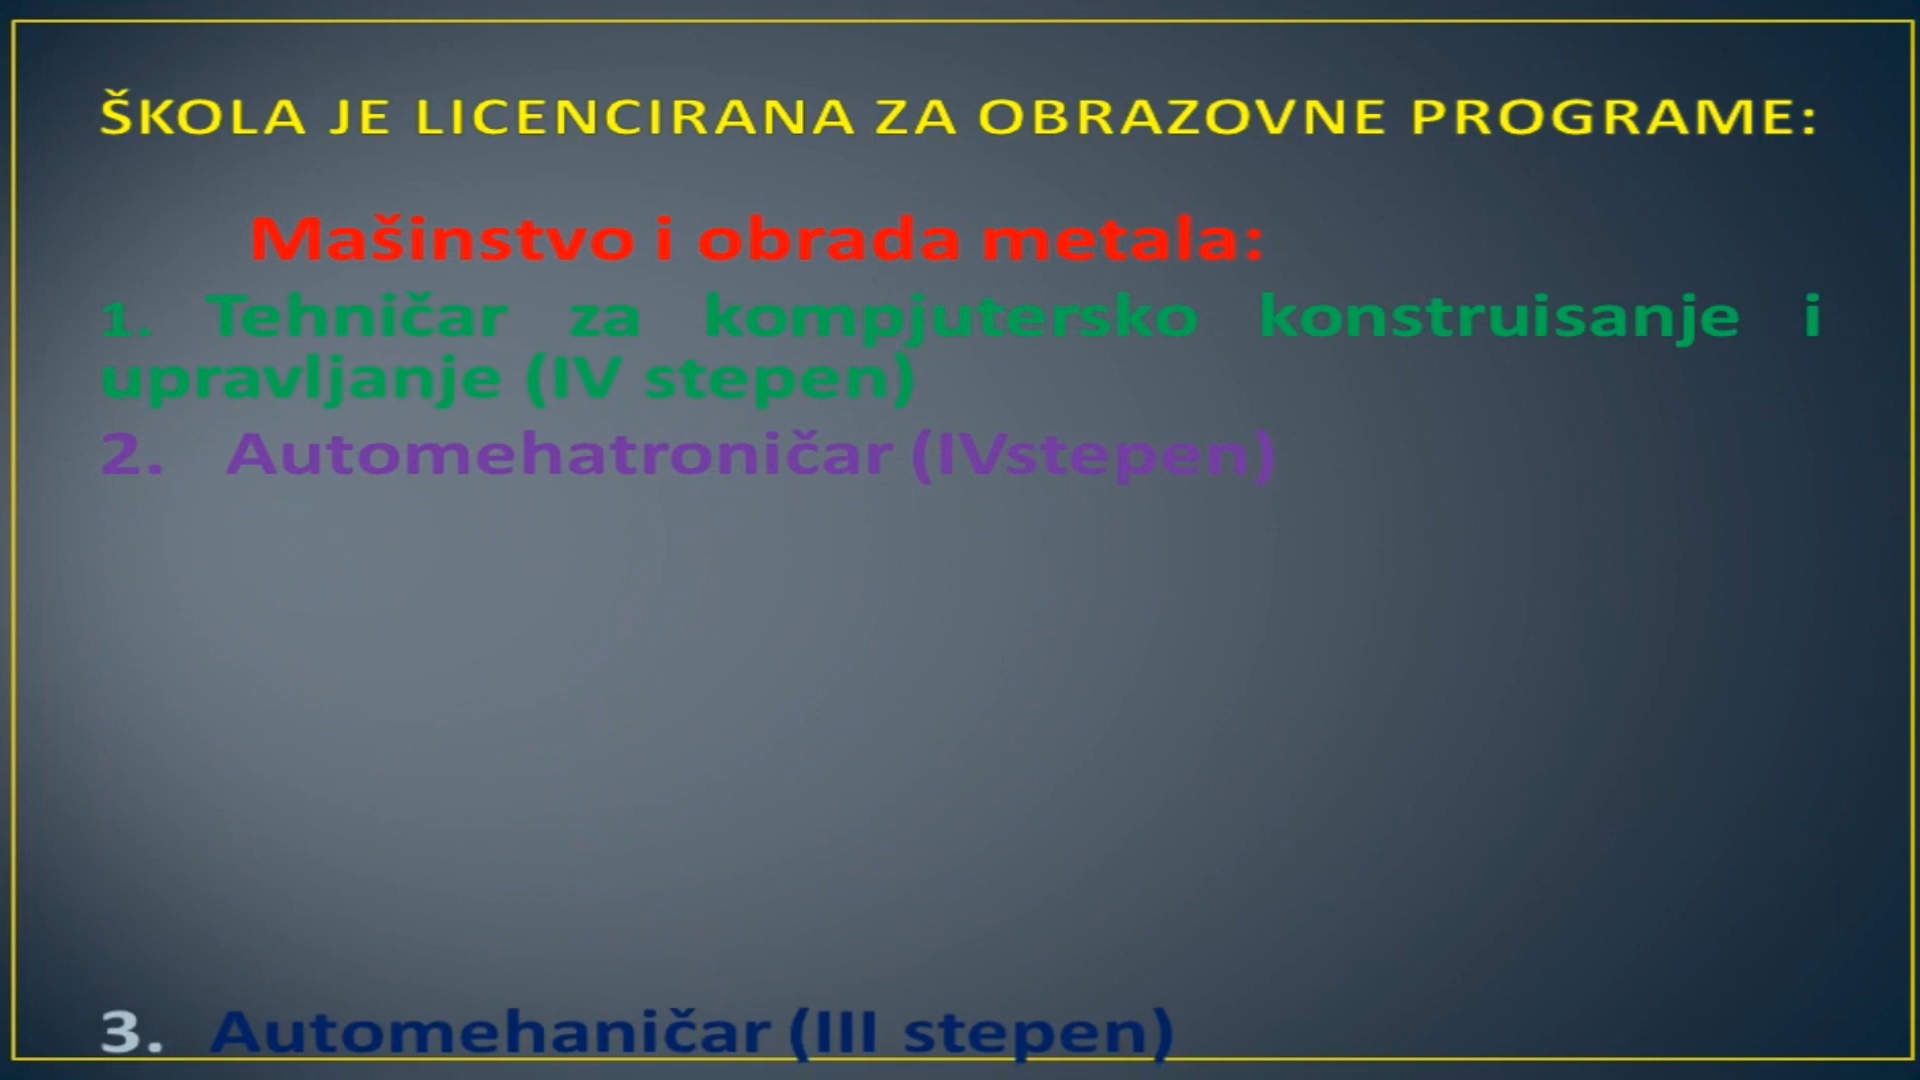 ŠKOLA JE LICENCIRANA ZA OBRAZOVNE PROGRAME:
Mašinstvo i obrada metala:
1. Tehničar za kompjutersko konstruisanje i
upravljanje (IV stepen)
2. Automehatroničar (IVstepen)
3. Automehaničar (III stepen)